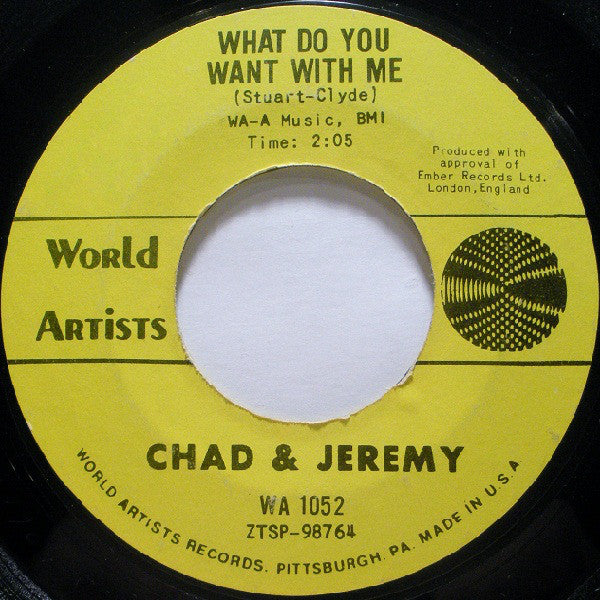 WHAT DO YOU
WANT WITH ME
(Stuart-Clyde)
WA-A Music, BMI
Time: 2:05
Produced with
approval of
Ember Records Ltd.
London,England
World
Artists
CHAD & JEREMY
WA 1052
ZTSP-98764
WORLD ARTISTS RECORDS. PITTSBURGH. PA. MADE IN U.S.A